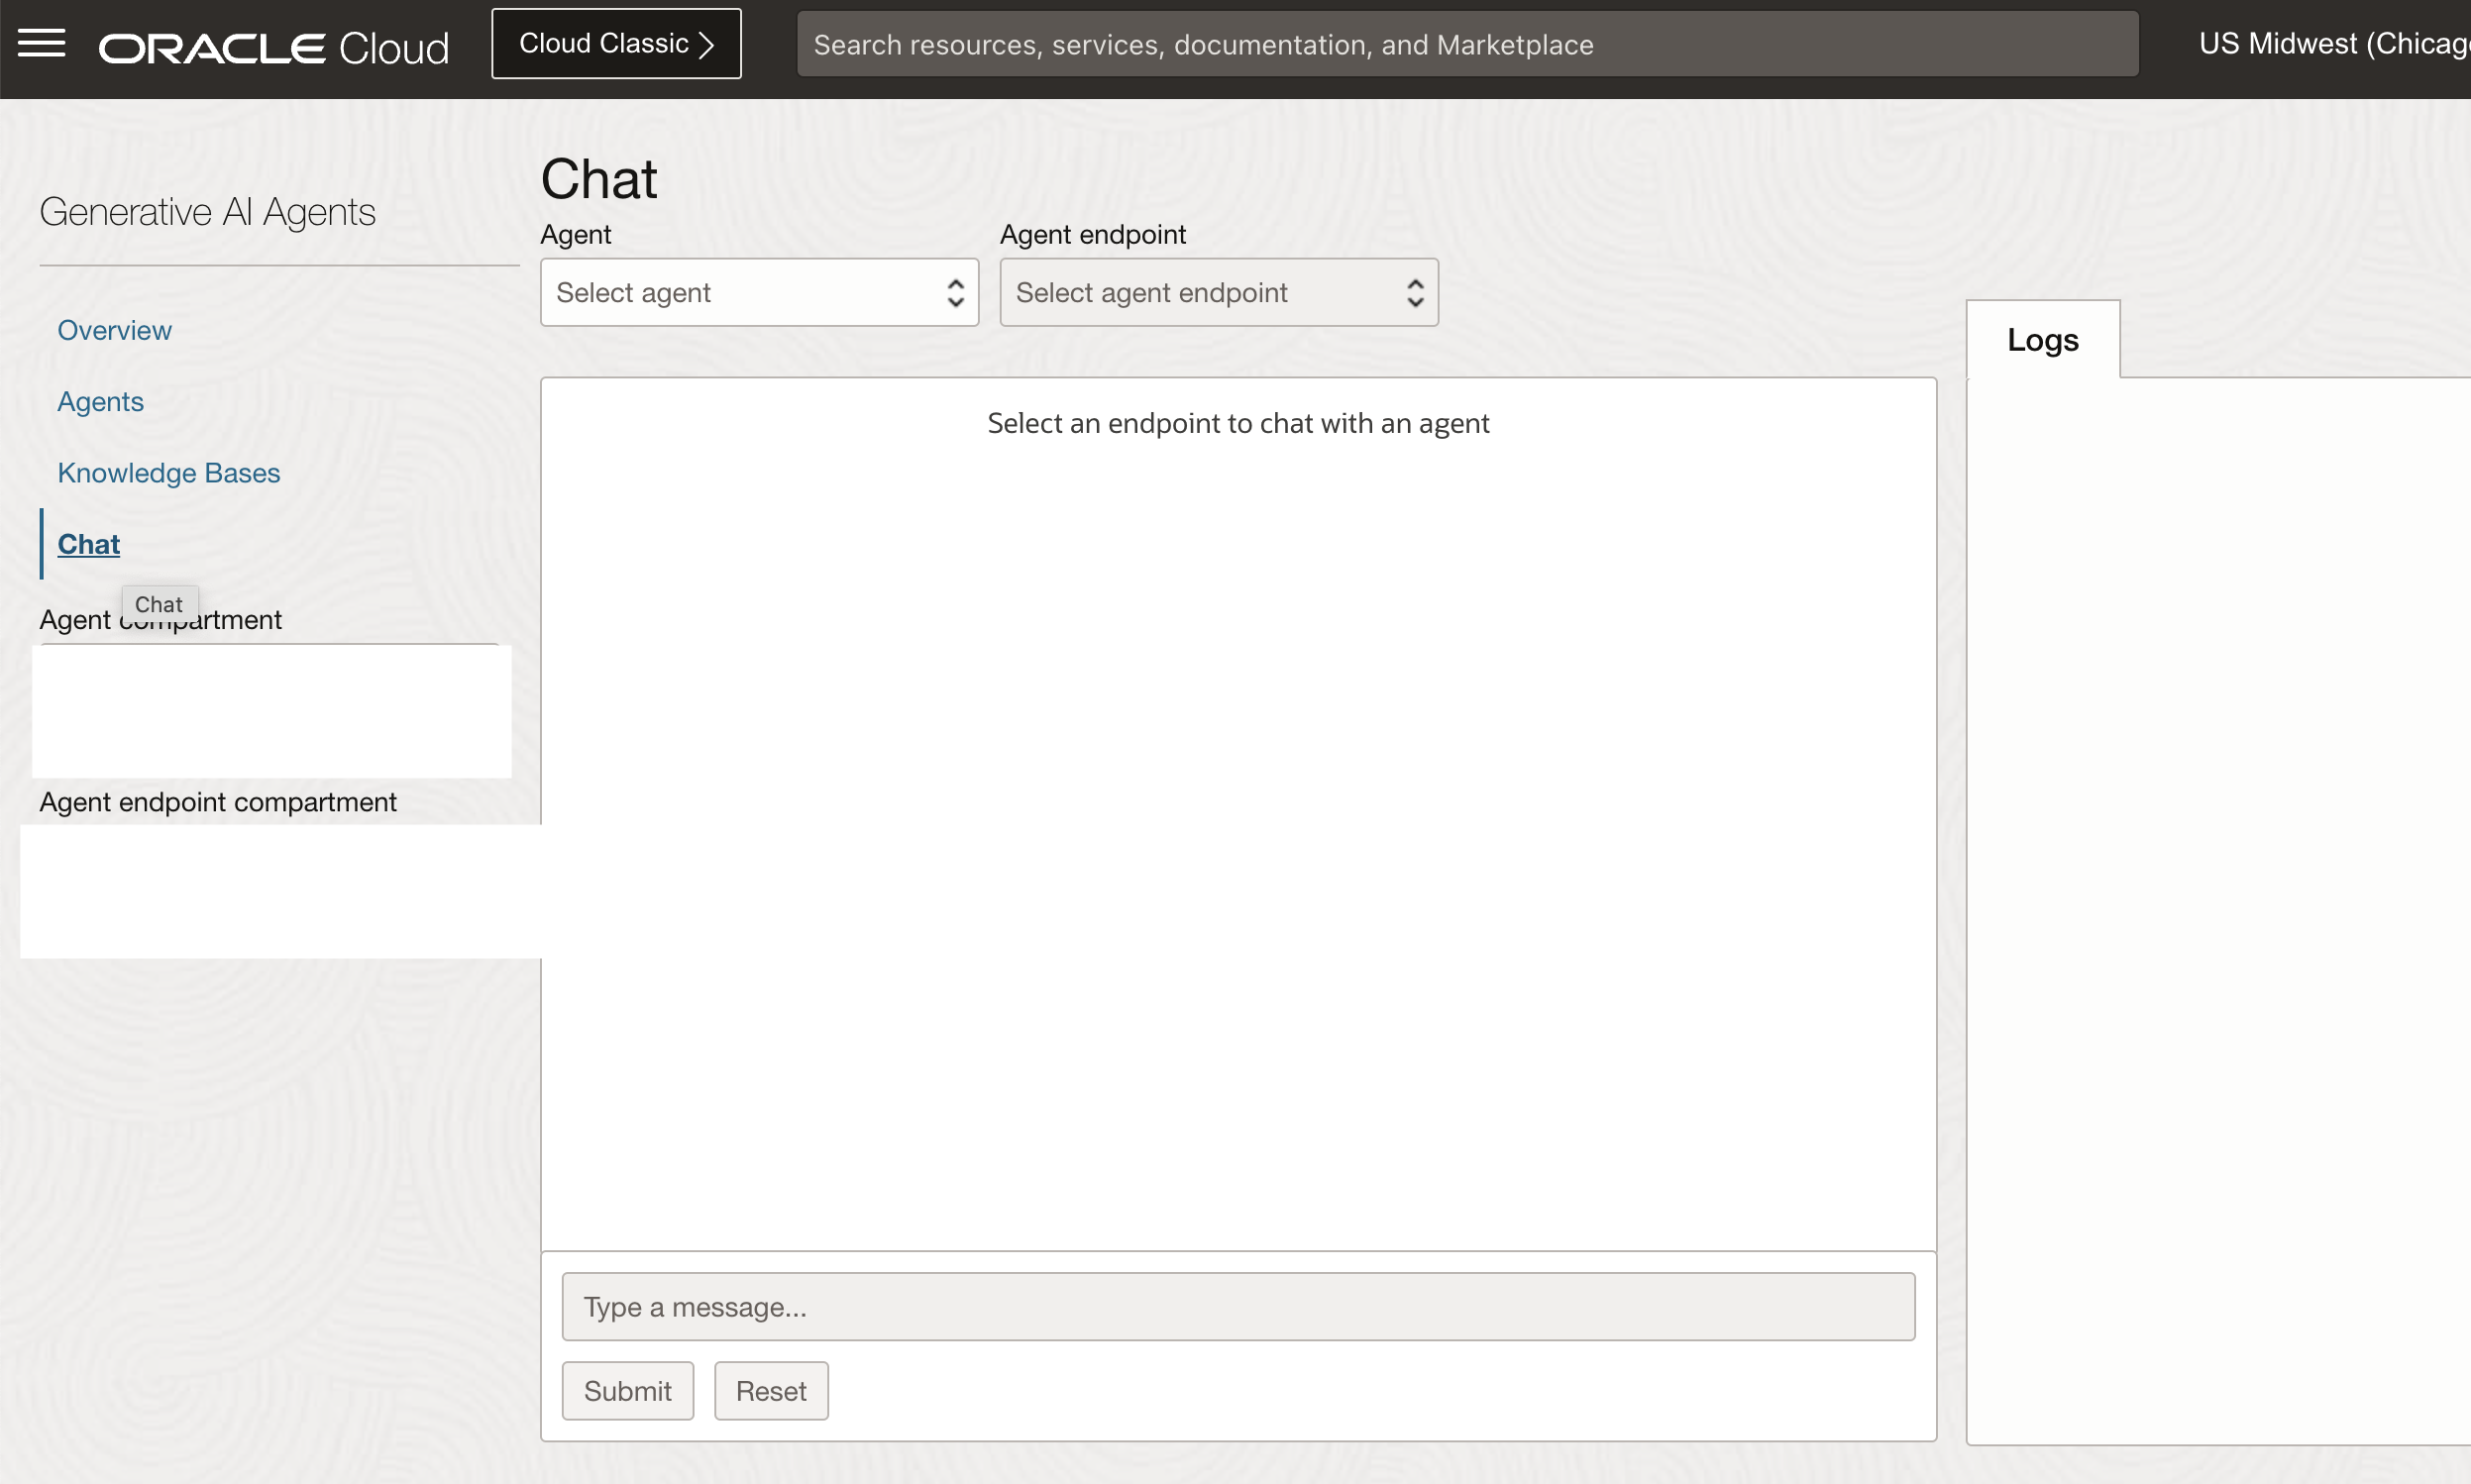 ORACLE Cloud
Cloud Classic
Search resources, services, documentation, and Marketplace
US Midwest (Chicag
Generative AI Agents
Overview
Agents
Knowledge Bases
Chat
Chat
Agent compartment
Agent endpoint compartment
Chat
Agent
Agent endpoint
Select agent
Select agent endpoint
Select an endpoint to chat with an agent
Type a message...
Submit
Reset
Logs